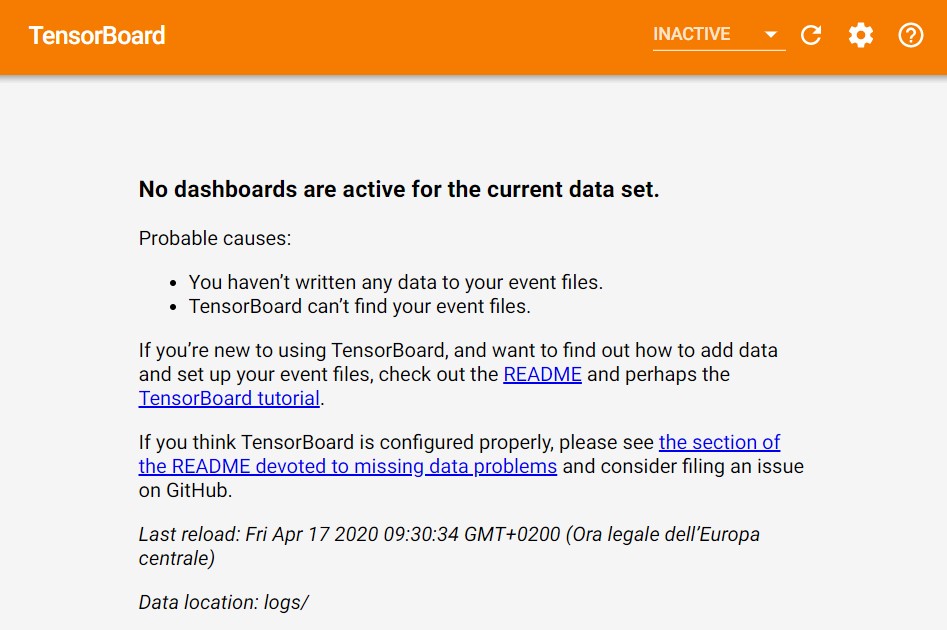 TensorBoard
INACTIVE
No dashboards are active for the current data set.
Probable causes:
• You haven’t written any data to your event files.
• TensorBoard can’t find your event files.
If you’re new to using TensorBoard, and want to find out how to add data
and set up your event files, check out the README and perhaps the
TensorBoard tutorial.
If you think TensorBoard is configured properly, please see the section of
the README devoted to missing data problems and consider filing an issue
on GitHub.
Last reload: Fri Apr 17 2020 09:30:34 GMT+0200 (Ora legale dell’Europa
centrale)
Data location: logs/